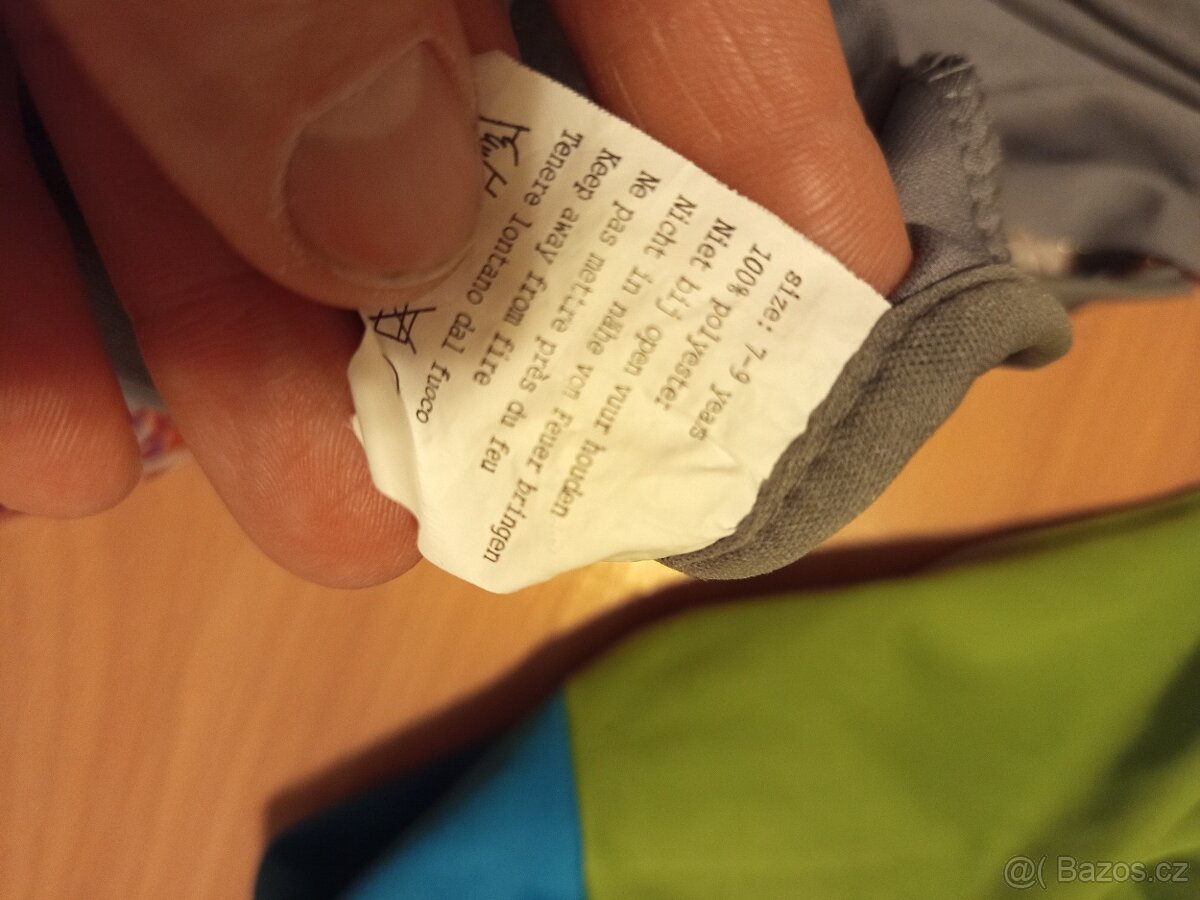 size: 7-9 yeas
100% polyester
Niet bij open vuur houden
Nicht in nähe von Feuer bringen
Ne pas mettre près du feu
Keep away from fire
Tenere lontano dal fuoco
@( Bazos.cz